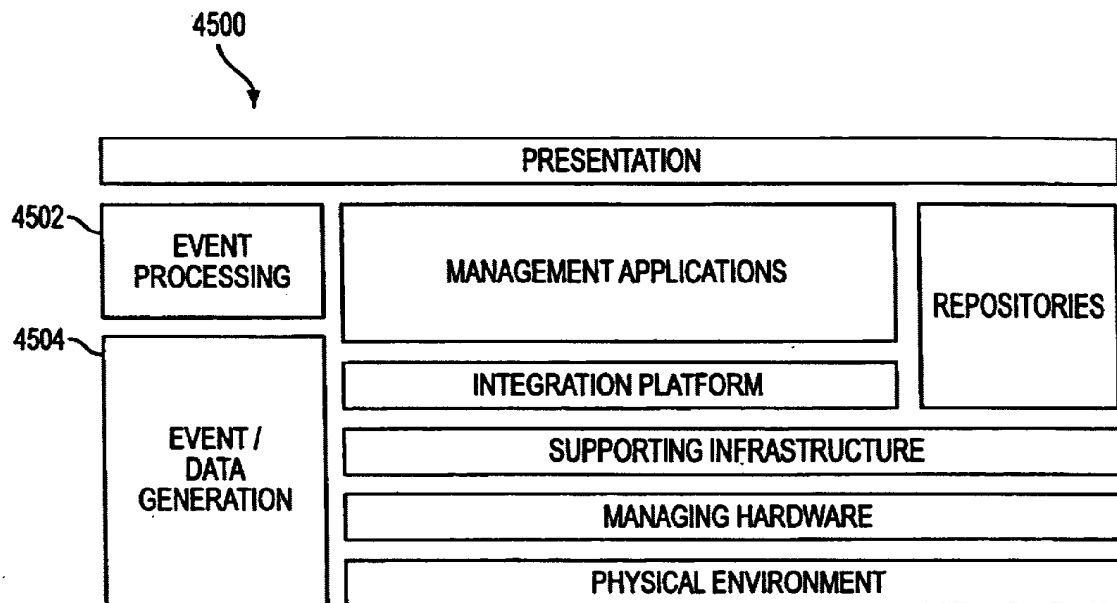 4500
PRESENTATION
4502
EVENT
PROCESSING
MANAGEMENT APPLICATIONS
REPOSITORIES
4504
EVENT /
DATA
GENERATION
INTEGRATION PLATFORM
SUPPORTING INFRASTRUCTURE
MANAGING HARDWARE
PHYSICAL ENVIRONMENT